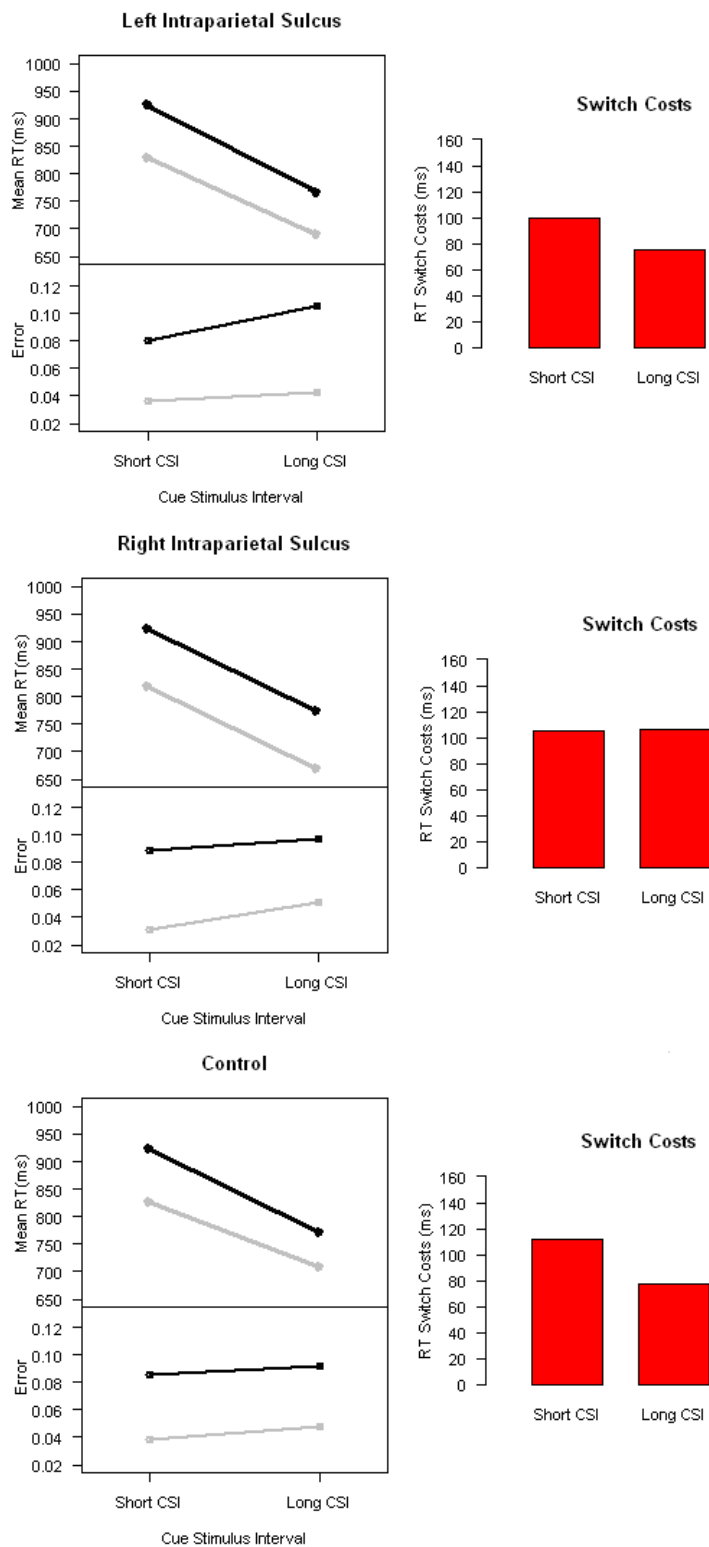 Left Intraparietal Sulcus
1000
950
900
850
800
750
700
650
Mean RT(ms)
0.12
0.10
0.08
0.06
0.04
0.02
Error
Short CSI Long CSI
Cue Stimulus Interval
Switch Costs
160
140
120
100
80
60
40
20
0
RT Switch Costs (ms)
Short CSI Long CSI
Right Intraparietal Sulcus
1000
950
900
850
800
750
700
650
Mean RT(ms)
0.12
0.10
0.08
0.06
0.04
0.02
Error
Short CSI Long CSI
Cue Stimulus Interval
Switch Costs
160
140
120
100
80
60
40
20
0
RT Switch Costs (ms)
Short CSI Long CSI
Control
1000
950
900
850
800
750
700
650
Mean RT(ms)
0.12
0.10
0.08
0.06
0.04
0.02
Error
Short CSI Long CSI
Cue Stimulus Interval
Switch Costs
160
140
120
100
80
60
40
20
0
RT Switch Costs (ms)
Short CSI Long CSI